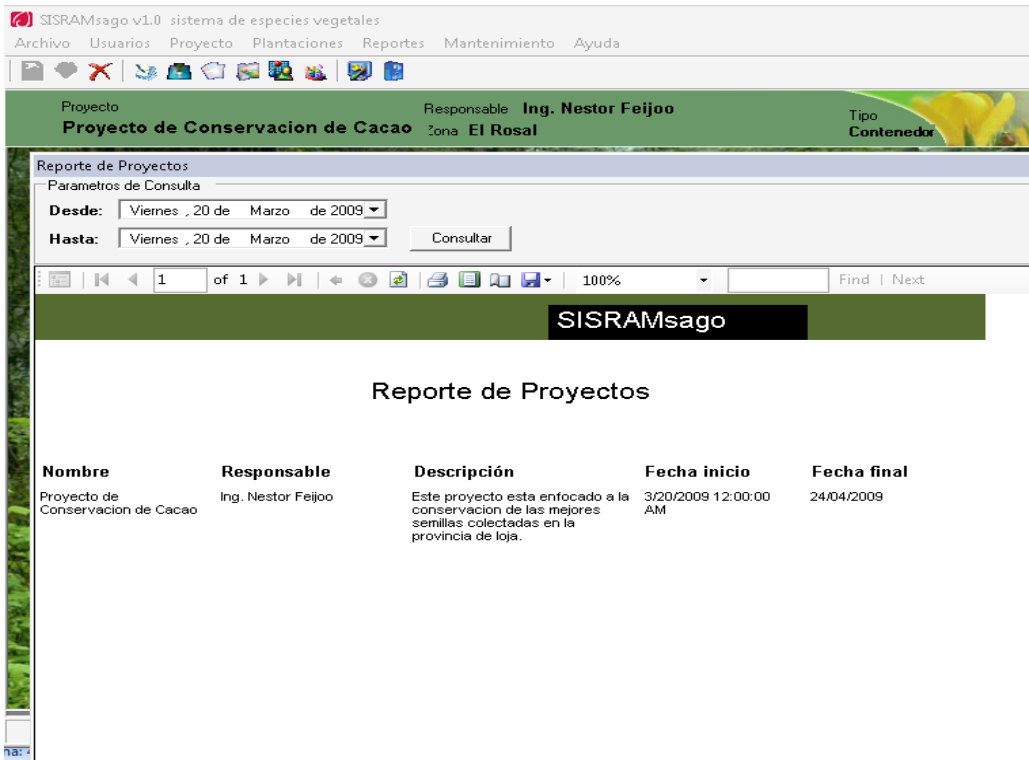 SISRAMsago v1.0 sistema de especies vegetales
Archivo Usuarios Proyecto Plantaciones Reportes Mantenimiento Ayuda
Proyecto
Proyecto de Conservacion de Cacao
Responsable Ing. Nestor Feijoo
Zona El Rosal
Tipo
Contenedor
Reporte de Proyectos
Parametros de Consulta
Desde: Viernes , 20 de Marzo de 2009
Hasta: Viernes , 20 de Marzo de 2009 Consultar
1 of 1 100% Find | Next
SISRAMsago
Reporte de Proyectos
Nombre Responsable Descripción Fecha inicio Fecha final
Proyecto de Ing. Nestor Feijoo Este proyecto esta enfocado a la 3/20/2009 12:00:00 24/04/2009
Conservacion de Cacao conservacion de las mejores AM
semillas colectadas en la
provincia de loja.